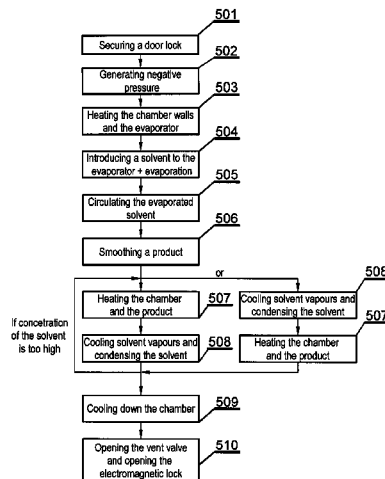 501
Securing a door lock
502
Generating negative
pressure
503
Heating the chamber walls
and the evaporator
504
Introducing a solvent to the
evaporator + evaporation
505
Circulating the evaporated
solvent
506
Smoothing a product
or
508
Heating the chamber
and the product
507
Cooling solvent vapours and
condensing the solvent
507
If concetration
of the solvent
is too high
Cooling solvent vapours and
condensing the solvent
508
Heating the chamber
and the product
509
Cooling down the chamber
510
Opening the vent valve
and opening the
electromagnetic lock